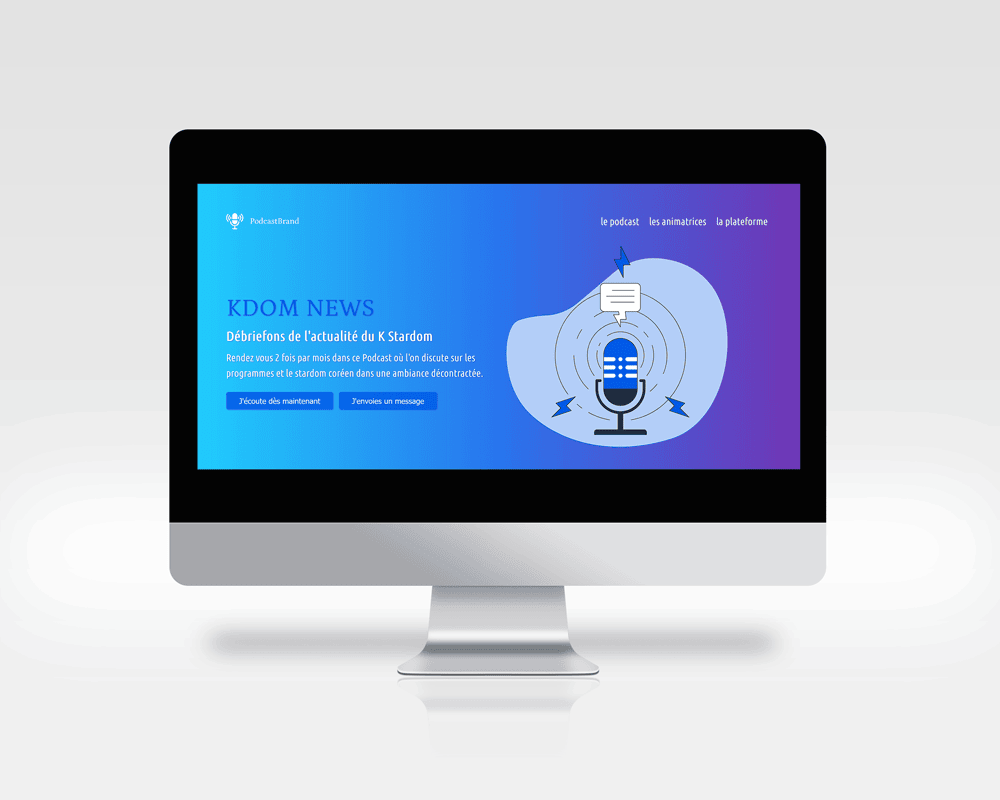 PodcastBrand
le podcast les animatrices la plateforme
KDOM NEWS
Débriefons de l'actualité du K Stardom
Rendez vous 2 fois par mois dans ce Podcast où l'on discute sur les
programmes et le stardom coréen dans une ambiance décontractée.
J'écoute dès maintenant J'envoies un message